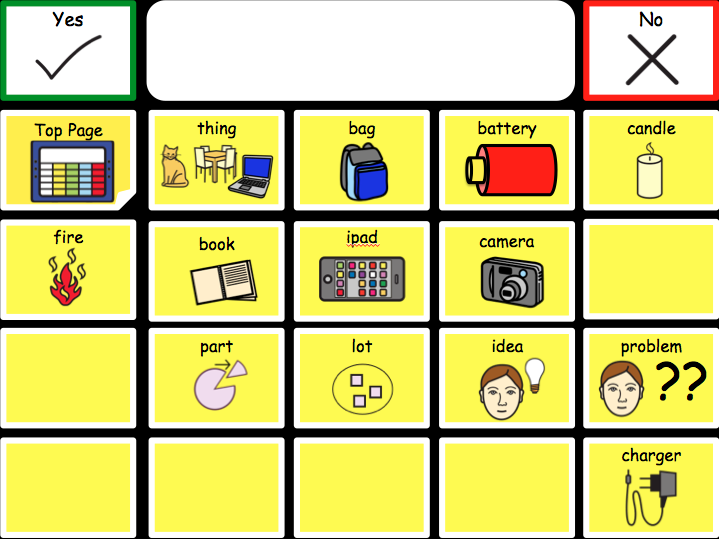 Yes
No
Top Page
thing
bag
battery
candle
fire
book
ipad
camera
part
lot
idea
problem
??
charger